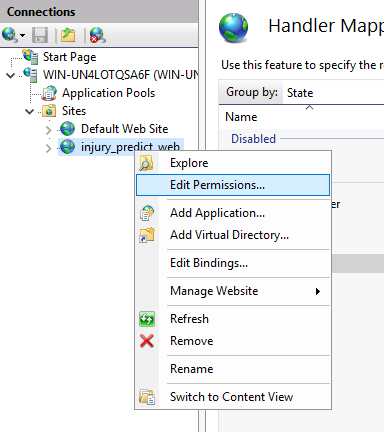 Connections
Start Page
WIN-UN4LOTQSA6F (WIN-UN
Application Pools
Sites
Default Web Site
injury_predict_web
Explore
Edit Permissions...
Add Application...
Add Virtual Directory...
Edit Bindings...
Manage Website
Refresh
Remove
Rename
Switch to Content View
Handler Mapp
Use this feature to specify the r
Group by: State
Name
Disabled
er